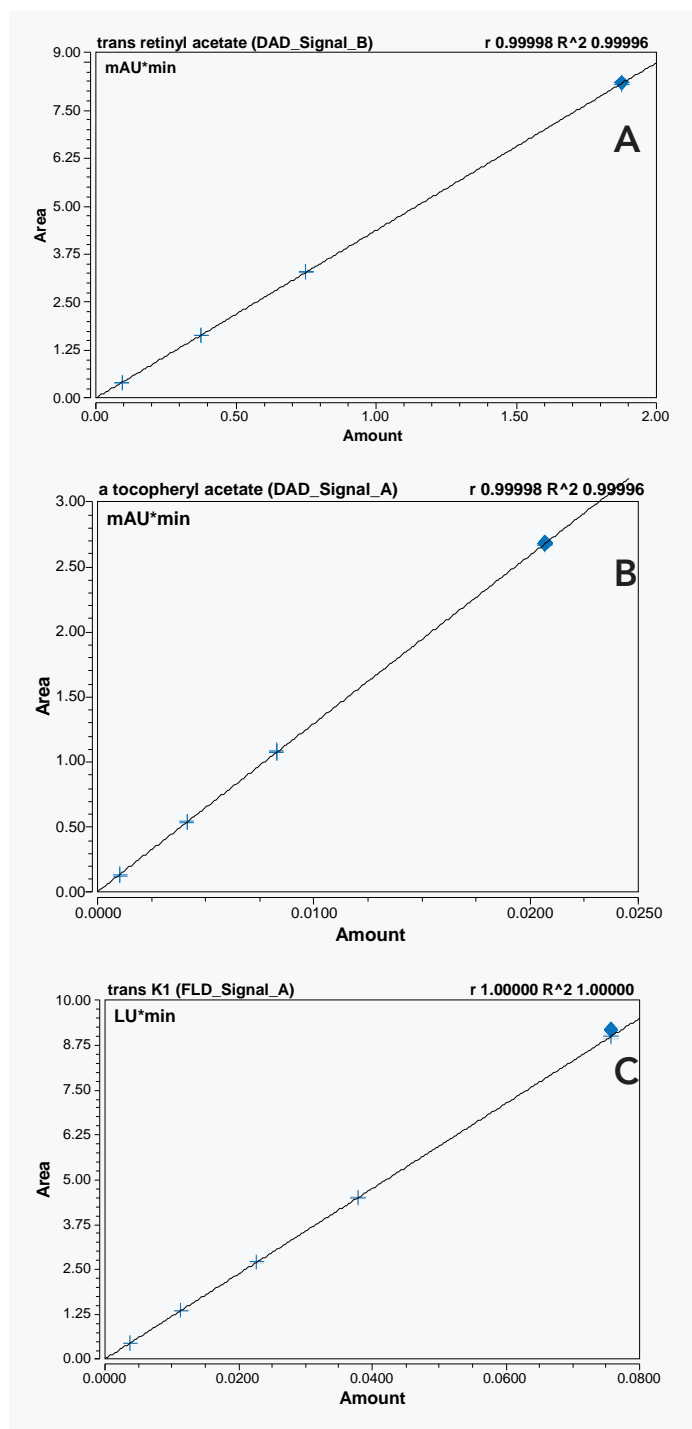 trans retinyl acetate (DAD_Signal_B) r 0.99998 R^2 0.99996
9.00
mAU*min
7.50
A
6.25
5.00
Area
3.75
2.50
1.25
0.00
0.00 0.50 1.00 1.50 2.00
Amount
a tocopheryl acetate (DAD_Signal_A) r 0.99998 R^2 0.99996
3.00
mAU*min
2.50
B
2.00
1.50
Area
1.00
0.50
0.00
0.0000 0.0100 0.0200 0.0250
Amount
trans K1 (FLD_Signal_A) r 1.00000 R^2 1.00000
10.00
LU*min
8.75
C
7.50
6.25
5.00
Area
3.75
2.50
1.25
0.00
0.0000 0.0200 0.0400 0.0600 0.0800
Amount